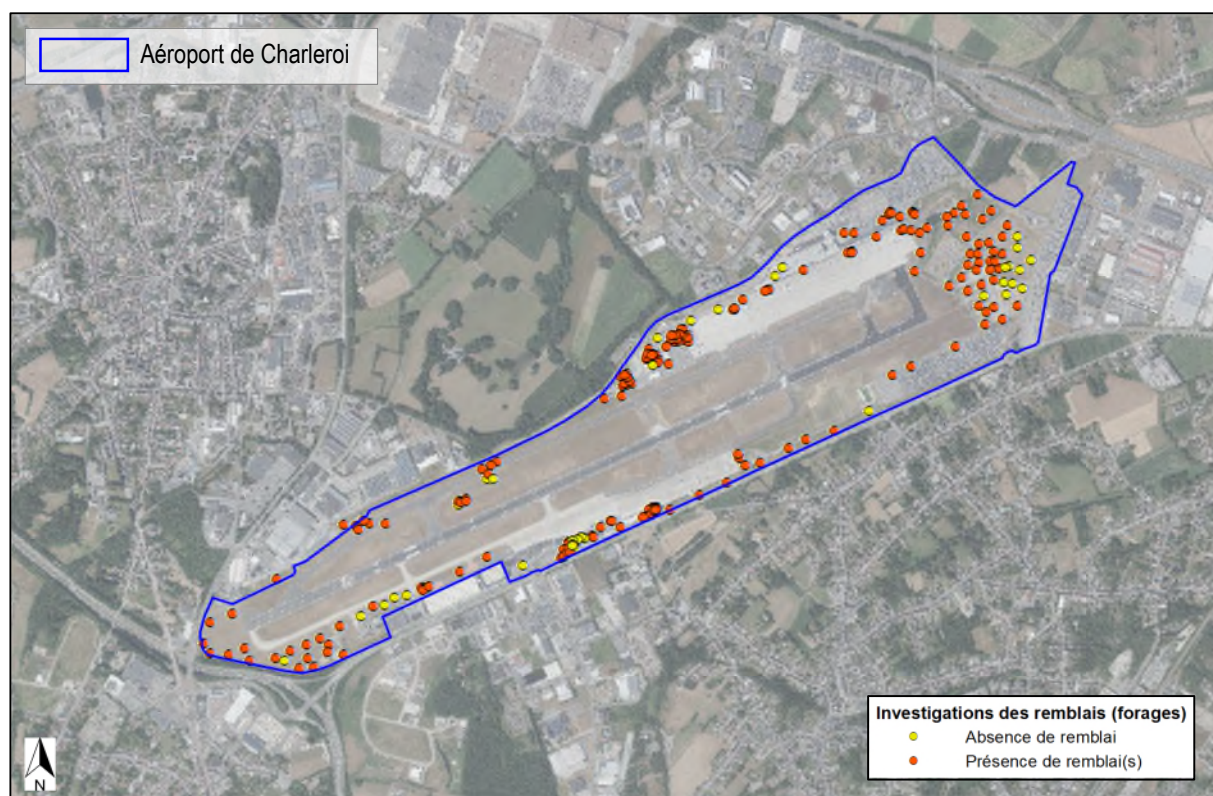 Aéroport de Charleroi
Investigations des remblais (forages)
Absence de remblai
Présence de remblai(s)
N